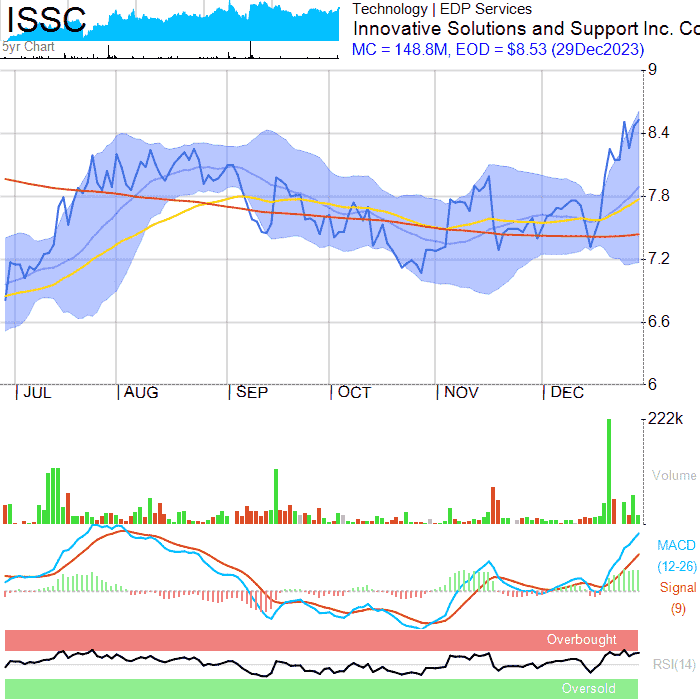 ISSC
5yr Chart
Technology | EDP Services
Innovative Solutions and Support Inc. Co
MC = 148.8M, EOD = $8.53 (29Dec2023)
9
8.4
7.8
7.2
6.6
6
JUL AUG SEP OCT NOV DEC
222k
Volume
MACD
(12-26)
Signal
(9)
Overbought
RSI(14)
Oversold